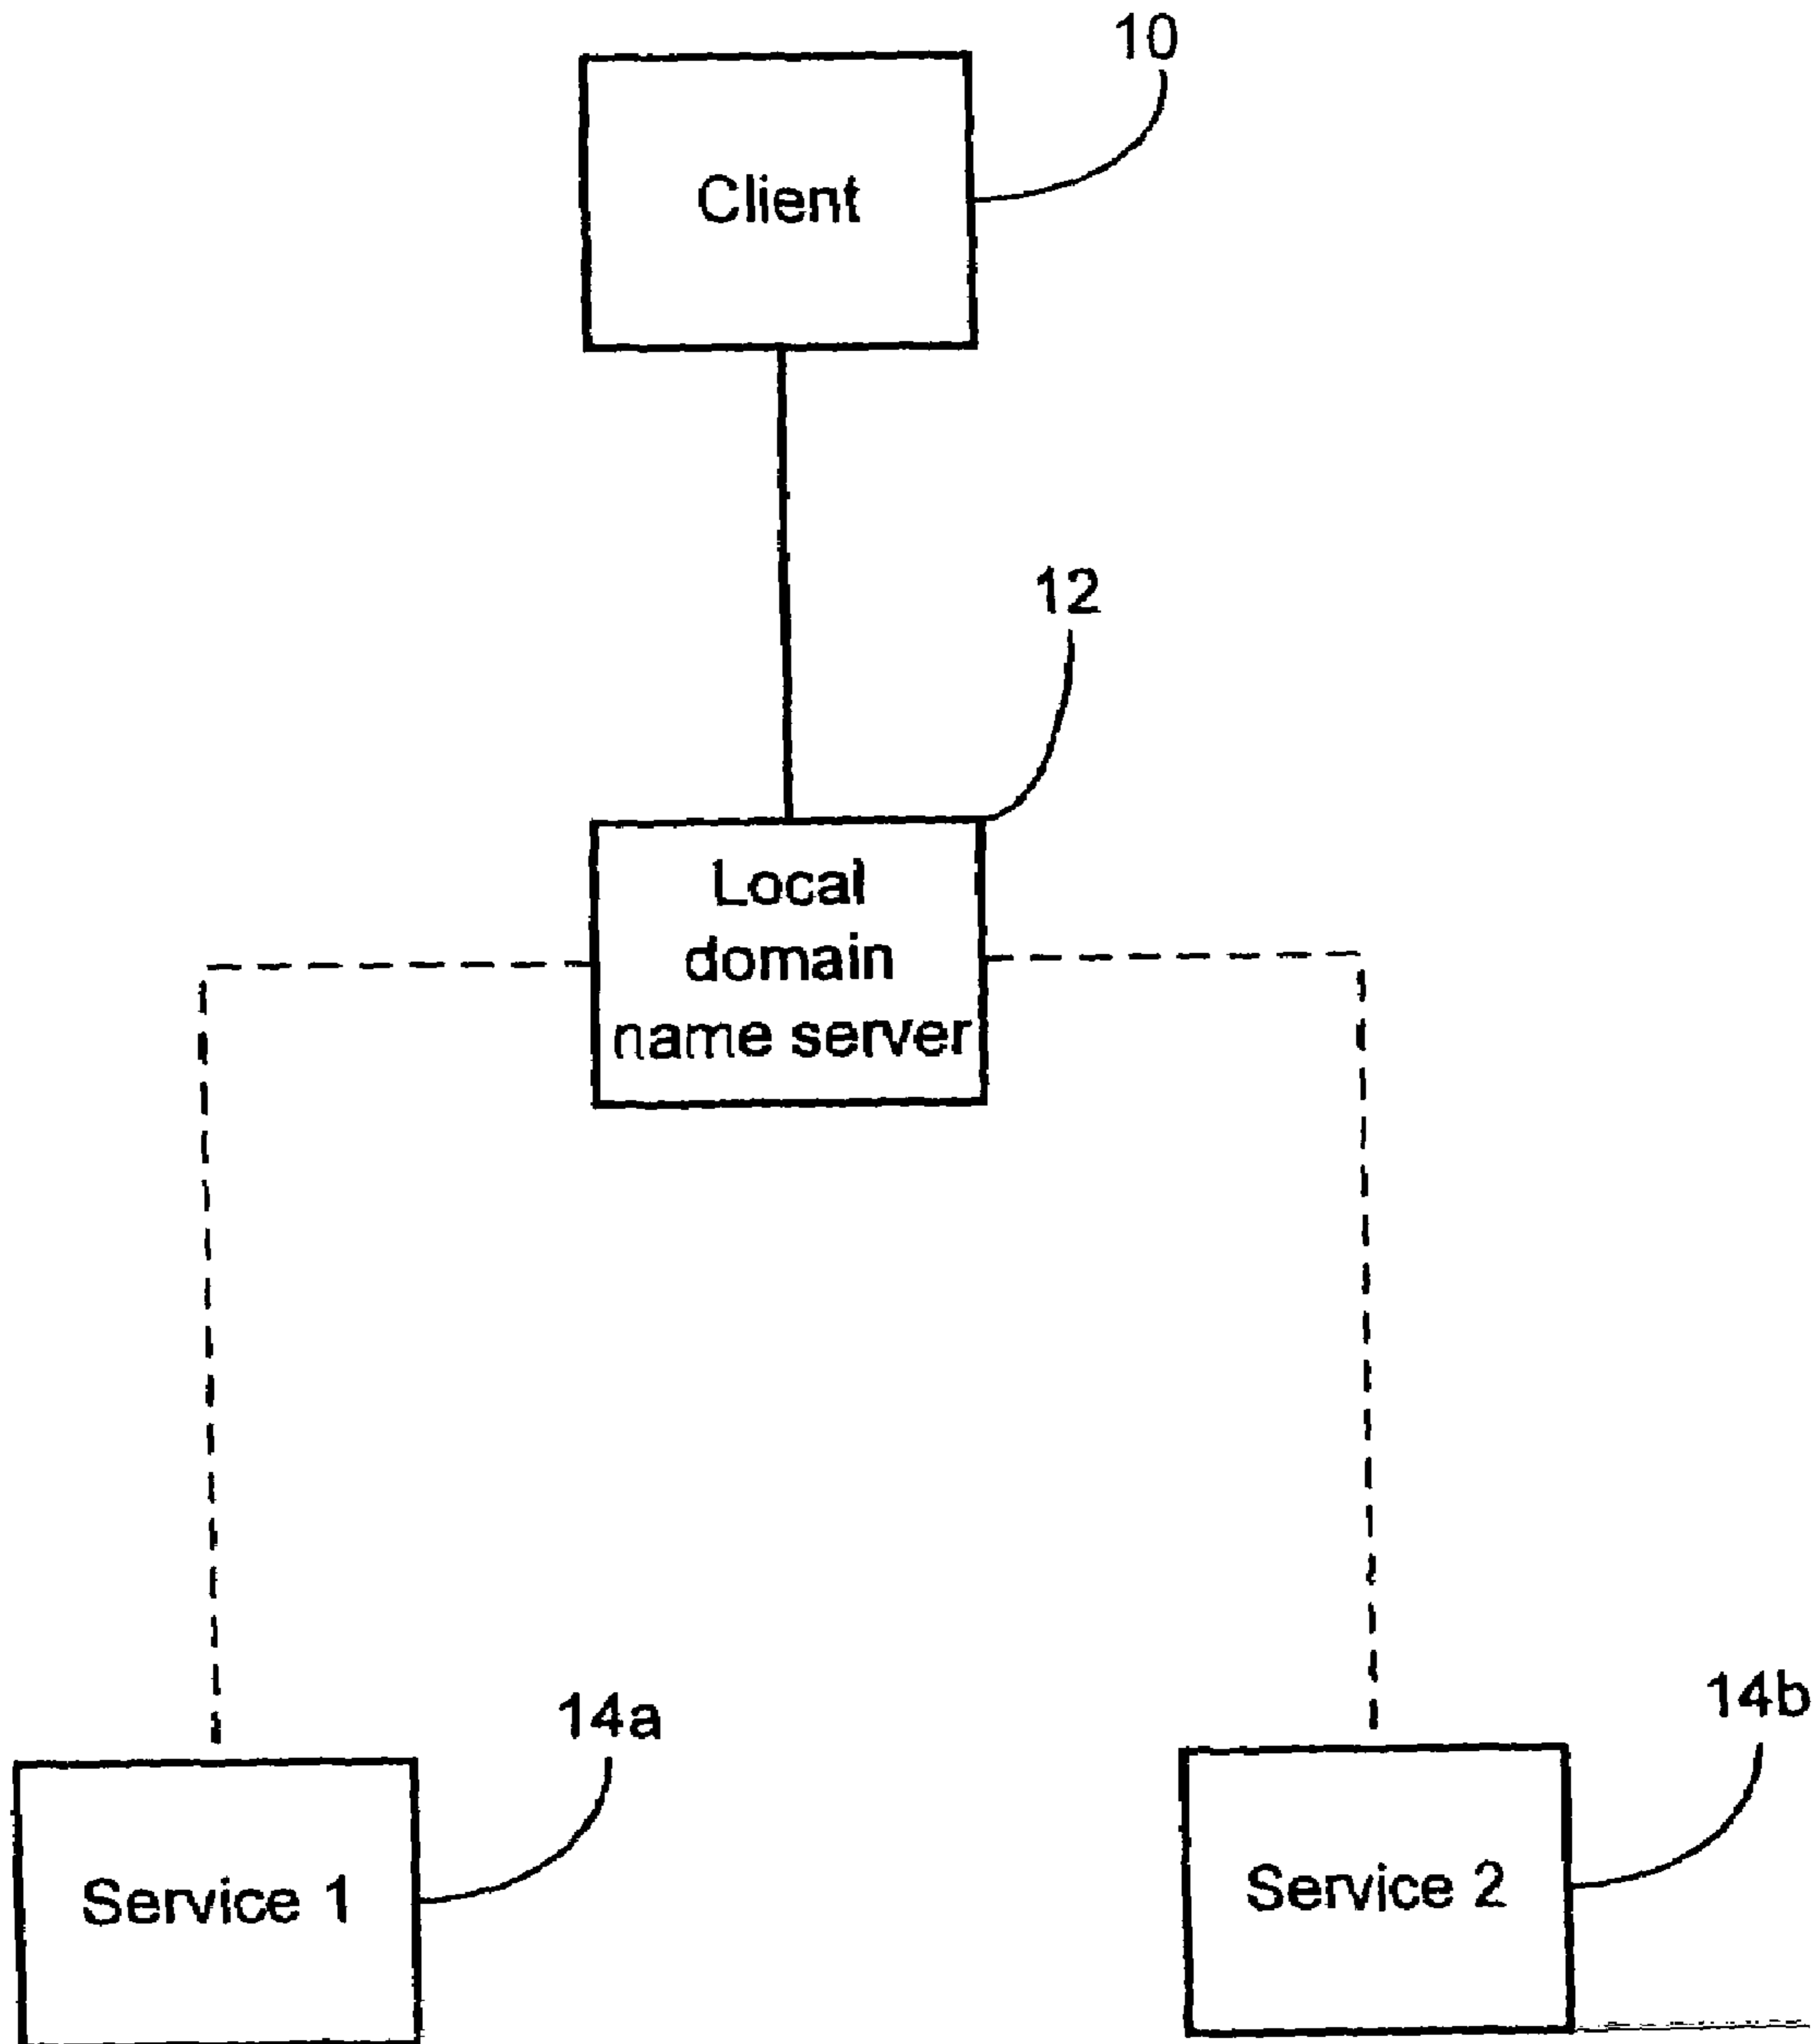 10
Client
12
Local
domain
name server
14a
14b
Service 1
Service 2